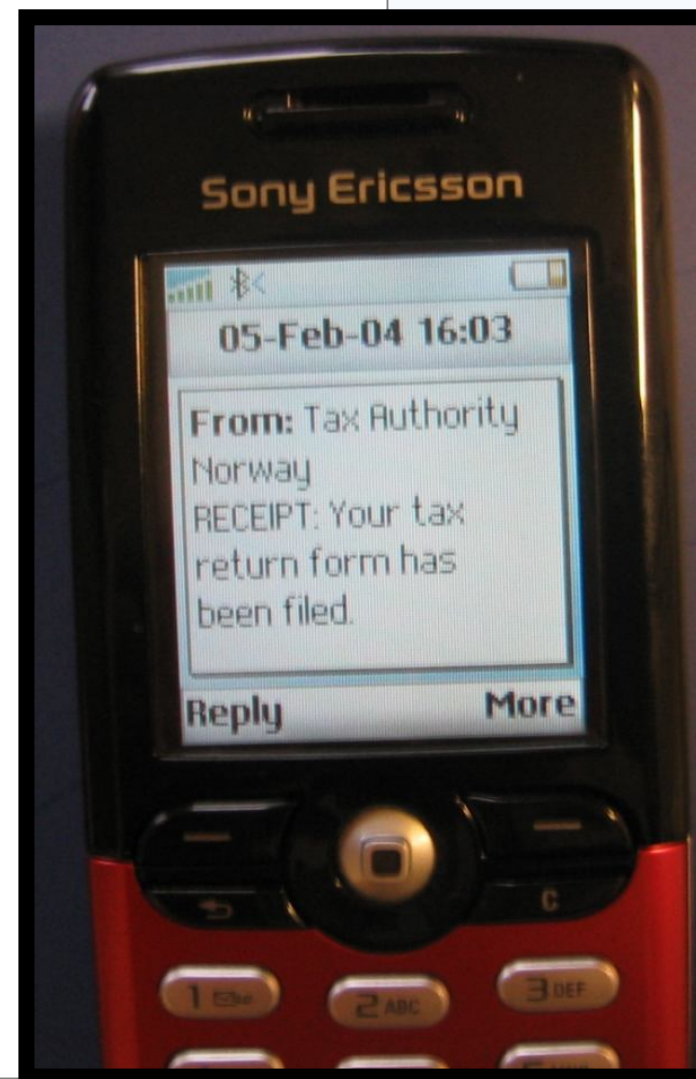 Sony Ericsson
05-Feb-04 16:03
From: Tax Authority
Norway
RECEIPT: Your tax
return form has
been filed.
Reply More
C
1 2 ABC 3 DEF